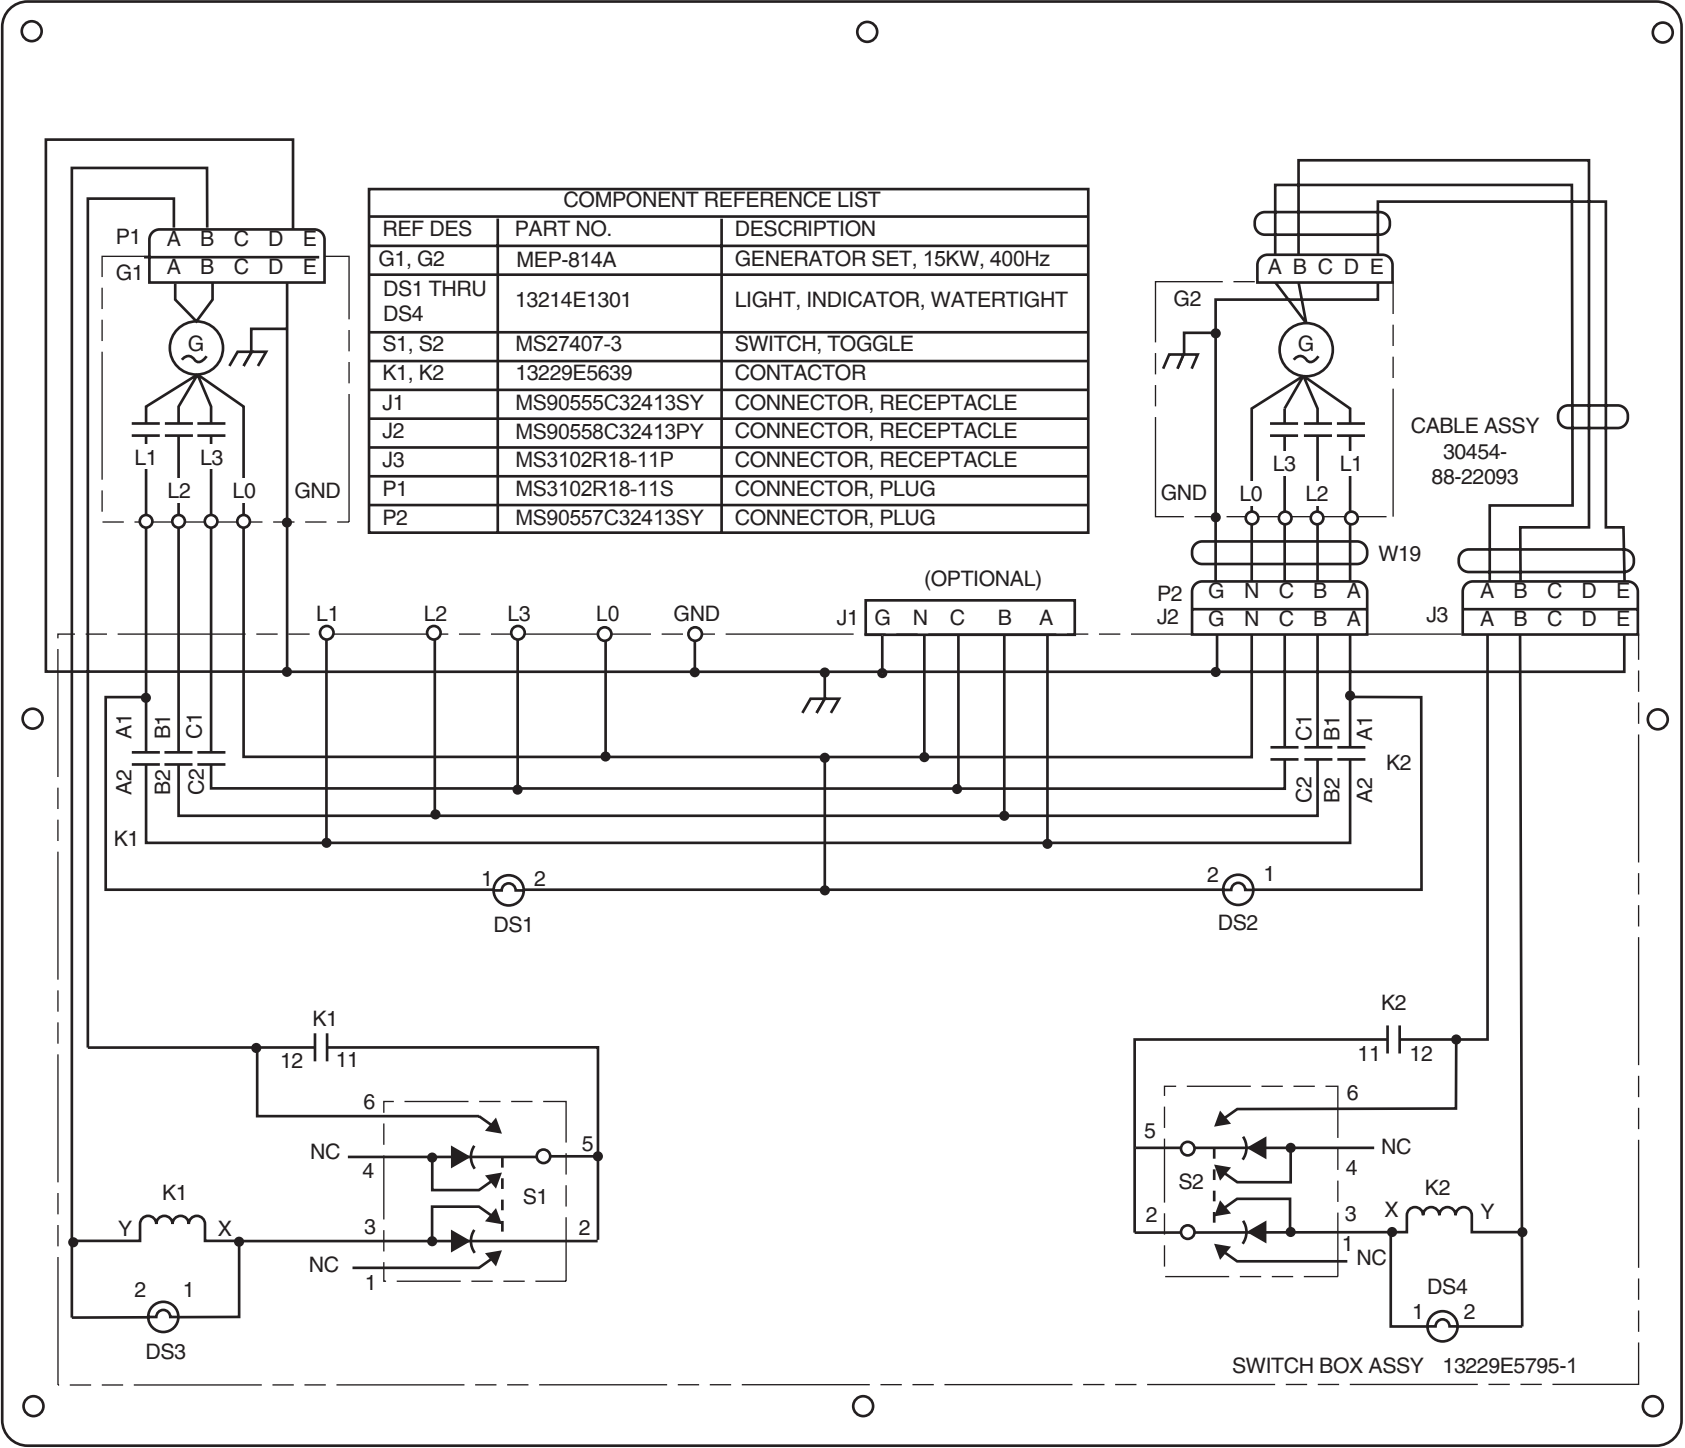 P1 A B C D E
G1 A B C D E
G
L1 L3
L2 L0 GND
COMPONENT REFERENCE LIST
REF DES PART NO. DESCRIPTION
G1, G2 MEP-814A GENERATOR SET, 15KW, 400Hz
DS1 THRU DS4 13214E1301 LIGHT, INDICATOR, WATERTIGHT
S1, S2 MS27407-3 SWITCH, TOGGLE
K1, K2 13229E5639 CONTACTOR
J1 MS90555C32413SY CONNECTOR, RECEPTACLE
J2 MS90558C32413PY CONNECTOR, RECEPTACLE
J3 MS3102R18-11P CONNECTOR, RECEPTACLE
P1 MS3102R18-11S CONNECTOR, PLUG
P2 MS90557C32413SY CONNECTOR, PLUG
A B C D E
G2
G
L3 L1
GND L0 L2
CABLE ASSY
30454-
88-22093
W19
(OPTIONAL)
P2 G N C B A
J2 G N C B A
A B C D E
J3 A B C D E
L1 L2 L3 L0 GND
J1 G N C B A
A1 B1 C1
A2 B2 C2
K1
C1 B1 A1
K2
C2 B2 A2
1 2
DS1
2 1
DS2
K1
12 11
6
NC
4
5
S1
K1
Y X
3
2
NC
1
2 1
DS3
K2
11 12
6
5
NC
4
S2
K2
X Y
2
3
1
NC
DS4
1 2
SWITCH BOX ASSY 13229E5795-1